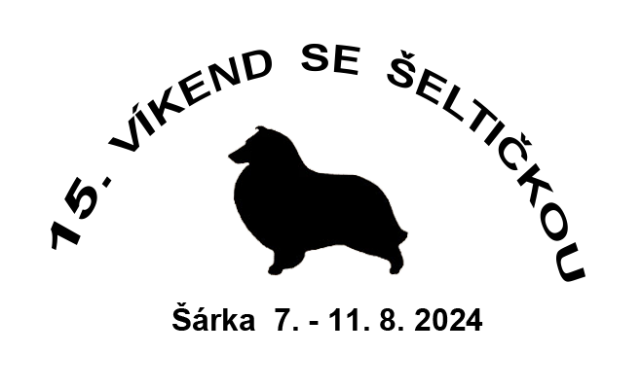 15. VÍKEND SE ŠELTIČKOU
Šárka 7. - 11. 8. 2024